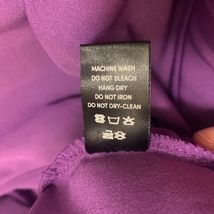 MACHINE WASH
DO NOT BLEACH
HANG DRY
DO NOT IRON
DO NOT DRY-CLEAN